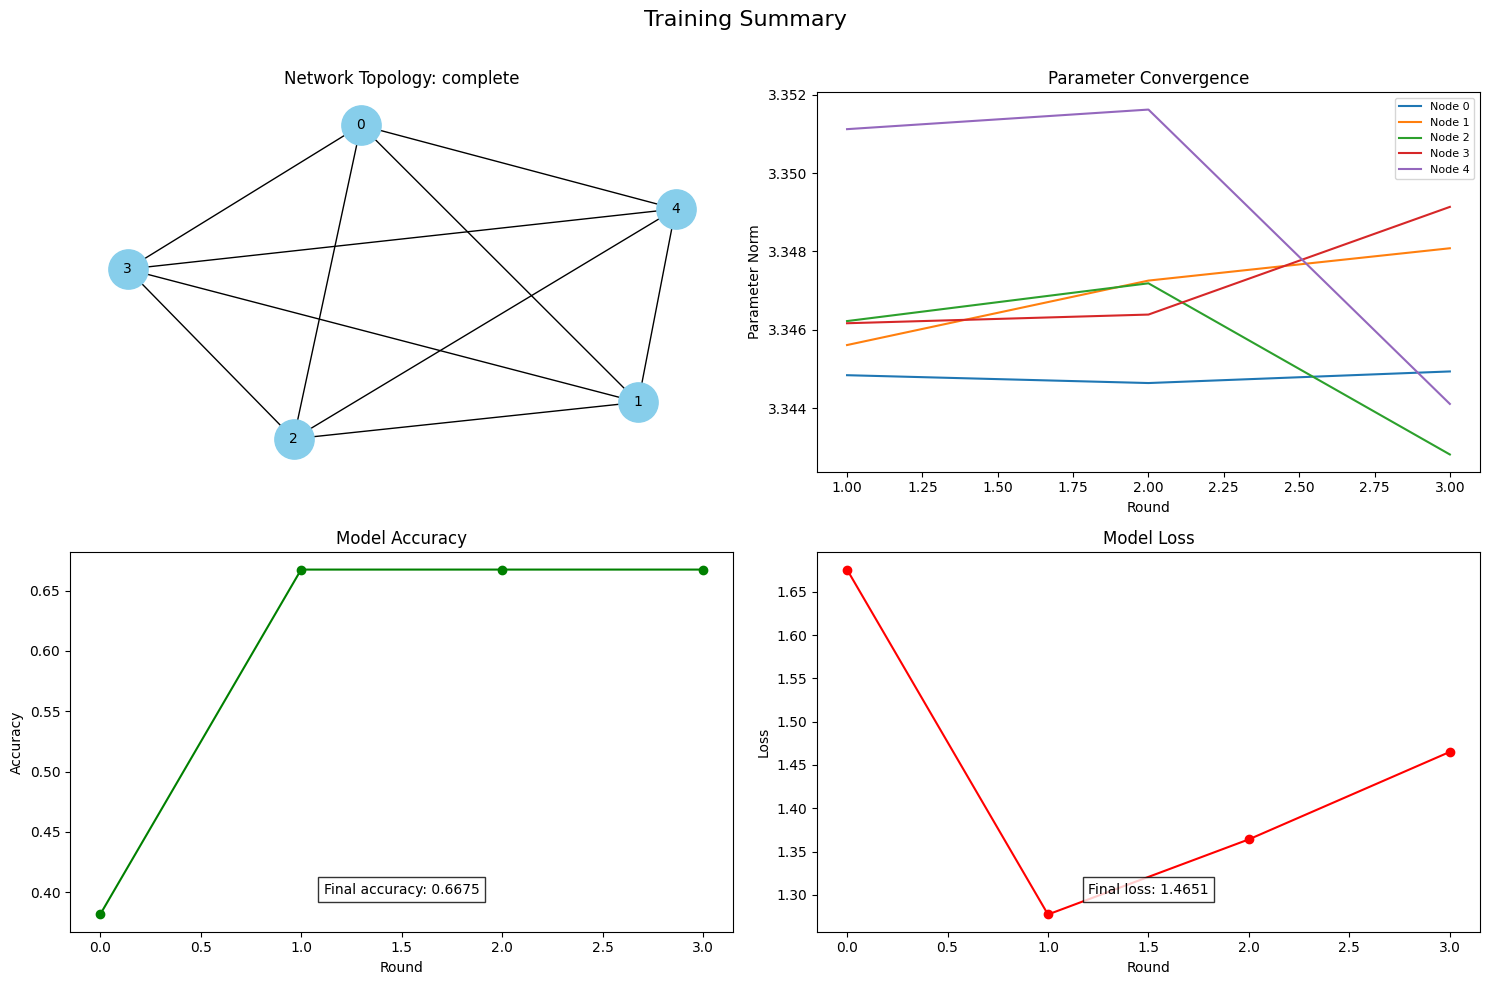 Training Summary
Network Topology: complete
0
4
3
1
2
Parameter Convergence
3.352
3.350
3.348
3.346
3.344
Parameter Norm
Node 0
Node 1
Node 2
Node 3
Node 4
1.00 1.25 1.50 1.75 2.00 2.25 2.50 2.75 3.00
Round
Model Accuracy
0.65
0.60
0.55
0.50
0.45
0.40
Accuracy
Final accuracy: 0.6675
0.0 0.5 1.0 1.5 2.0 2.5 3.0
Round
Model Loss
1.65
1.60
1.55
1.50
1.45
1.40
1.35
1.30
Loss
Final loss: 1.4651
0.0 0.5 1.0 1.5 2.0 2.5 3.0
Round